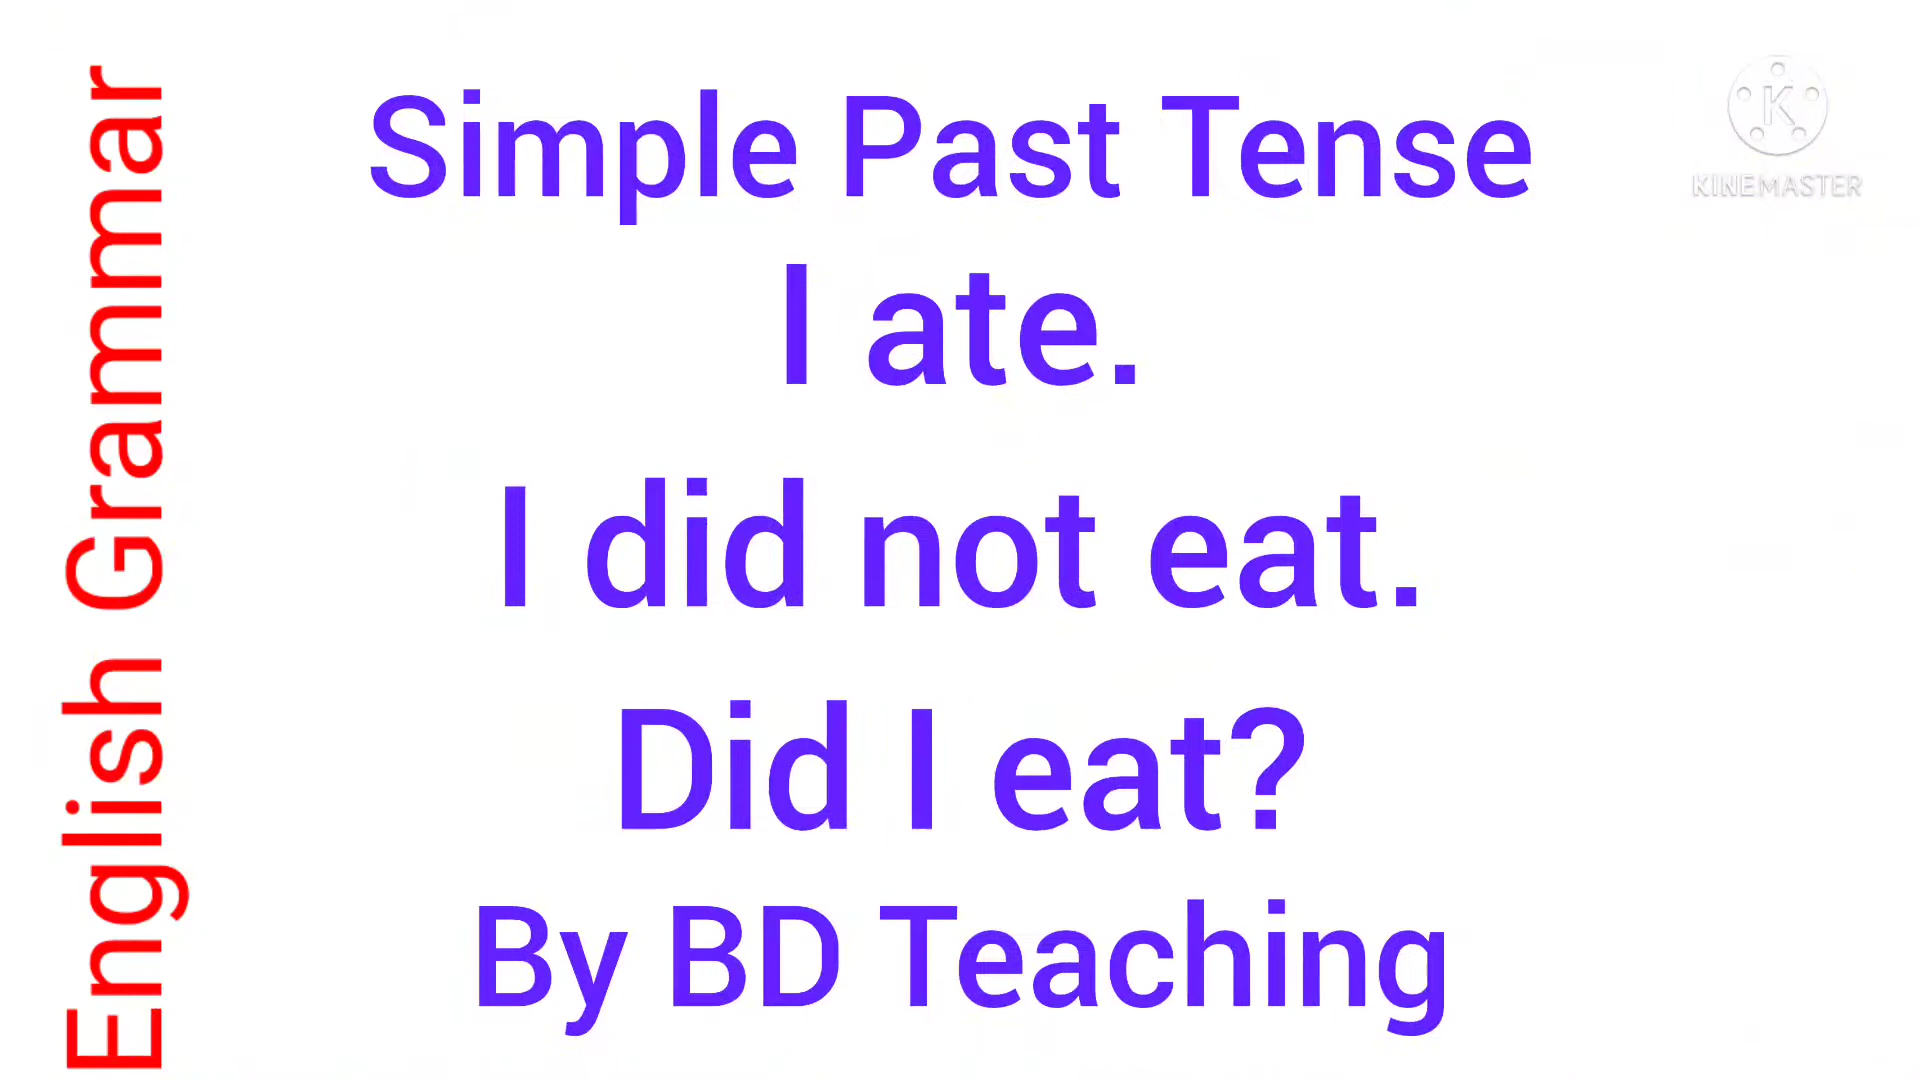 English Grammar
Simple Past Tense
I ate.
I did not eat.
Did I eat?
By BD Teaching
K
KINEMASTER